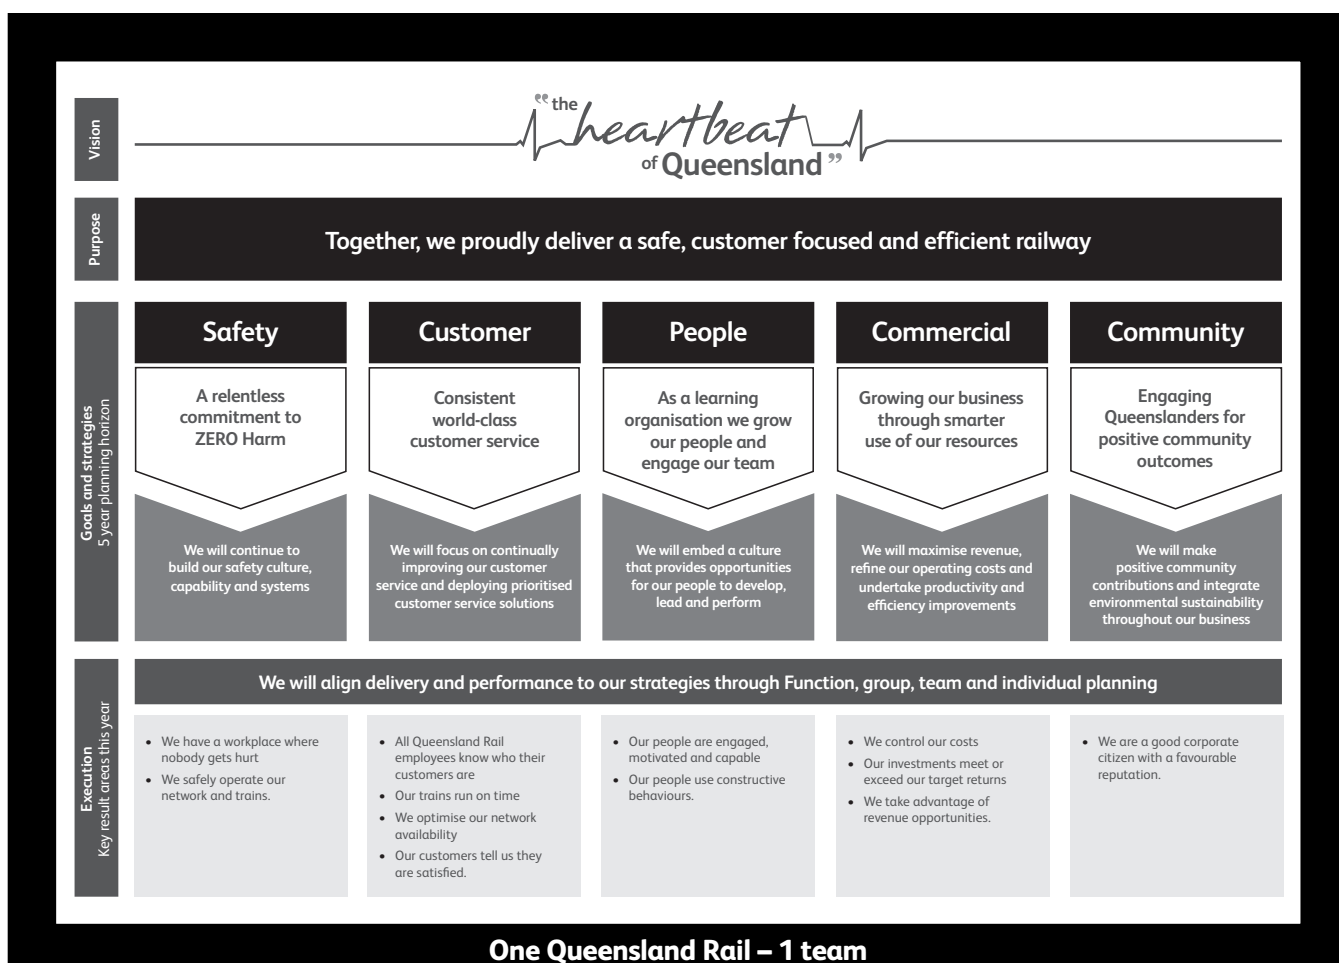 Vision
“the
heartbeat
of Queensland”
Purpose
Together, we proudly deliver a safe, customer focused and efficient railway
Goals and strategies
5 year planning horizon
Safety
A relentless
commitment to
ZERO Harm
We will continue to
build our safety culture,
capability and systems
Customer
Consistent
world-class
customer service
We will focus on continually
improving our customer
service and deploying prioritised
customer service solutions
People
As a learning
organisation we grow
our people and
engage our team
We will embed a culture
that provides opportunities
for our people to develop,
lead and perform
Commercial
Growing our business
through smarter
use of our resources
We will maximise revenue,
refine our operating costs and
undertake productivity and
efficiency improvements
Community
Engaging
Queenslanders for
positive community
outcomes
We will make
positive community
contributions and integrate
environmental sustainability
throughout our business
Execution
Key result areas this year
We will align delivery and performance to our strategies through Function, group, team and individual planning
• We have a workplace where
nobody gets hurt
• We safely operate our
network and trains.
• All Queensland Rail
employees know who their
customers are
• Our trains run on time
• We optimise our network
availability
• Our customers tell us they
are satisfied.
• Our people are engaged,
motivated and capable
• Our people use constructive
behaviours.
• We control our costs
• Our investments meet or
exceed our target returns
• We take advantage of
revenue opportunities.
• We are a good corporate
citizen with a favourable
reputation.
One Queensland Rail – 1 team